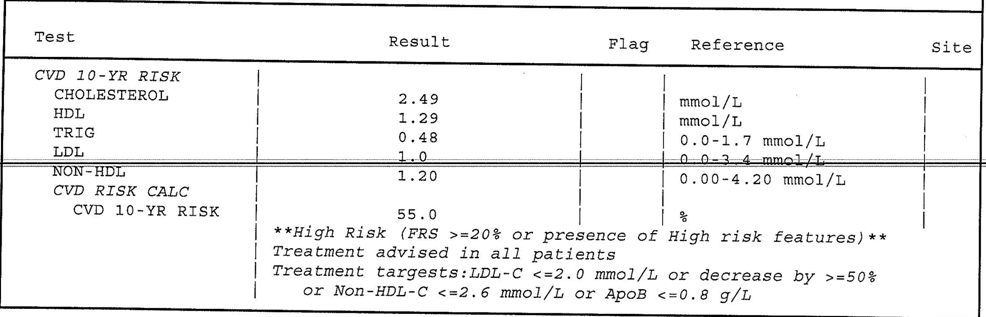 Test Result Flag Reference Site
CVD 10-YR RISK
CHOLESTEROL 2.49 mmol/L
HDL 1.29 mmol/L
TRIG 0.48 0.0-1.7 mmol/L
LDL 1.0 0.0-3.4 mmol/L
NON-HDL 1.20 0.00-4.20 mmol/L
CVD RISK CALC
CVD 10-YR RISK 55.0 %
**High Risk (FRS >=20% or presence of High risk features)**
Treatment advised in all patients
Treatment targests:LDL-C <=2.0 mmol/L or decrease by >=50%
or Non-HDL-C <=2.6 mmol/L or ApoB <=0.8 g/L